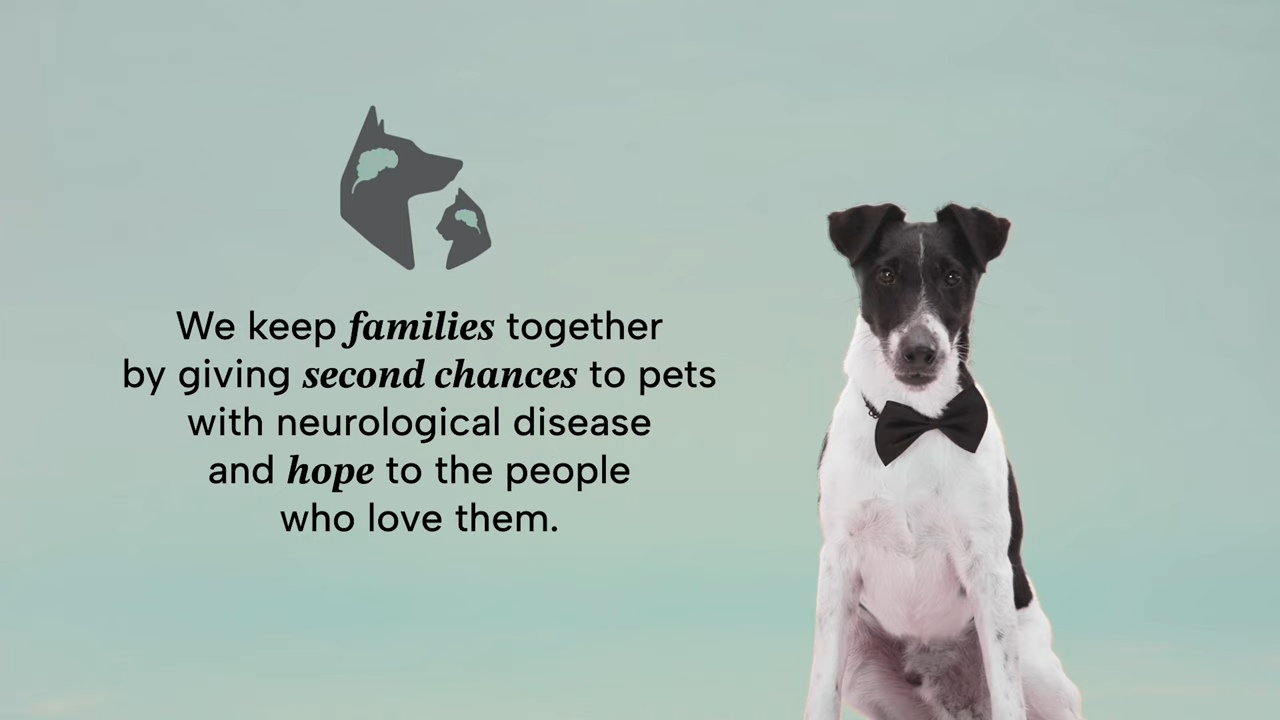 We keep families together
by giving second chances to pets
with neurological disease
and hope to the people
who love them.